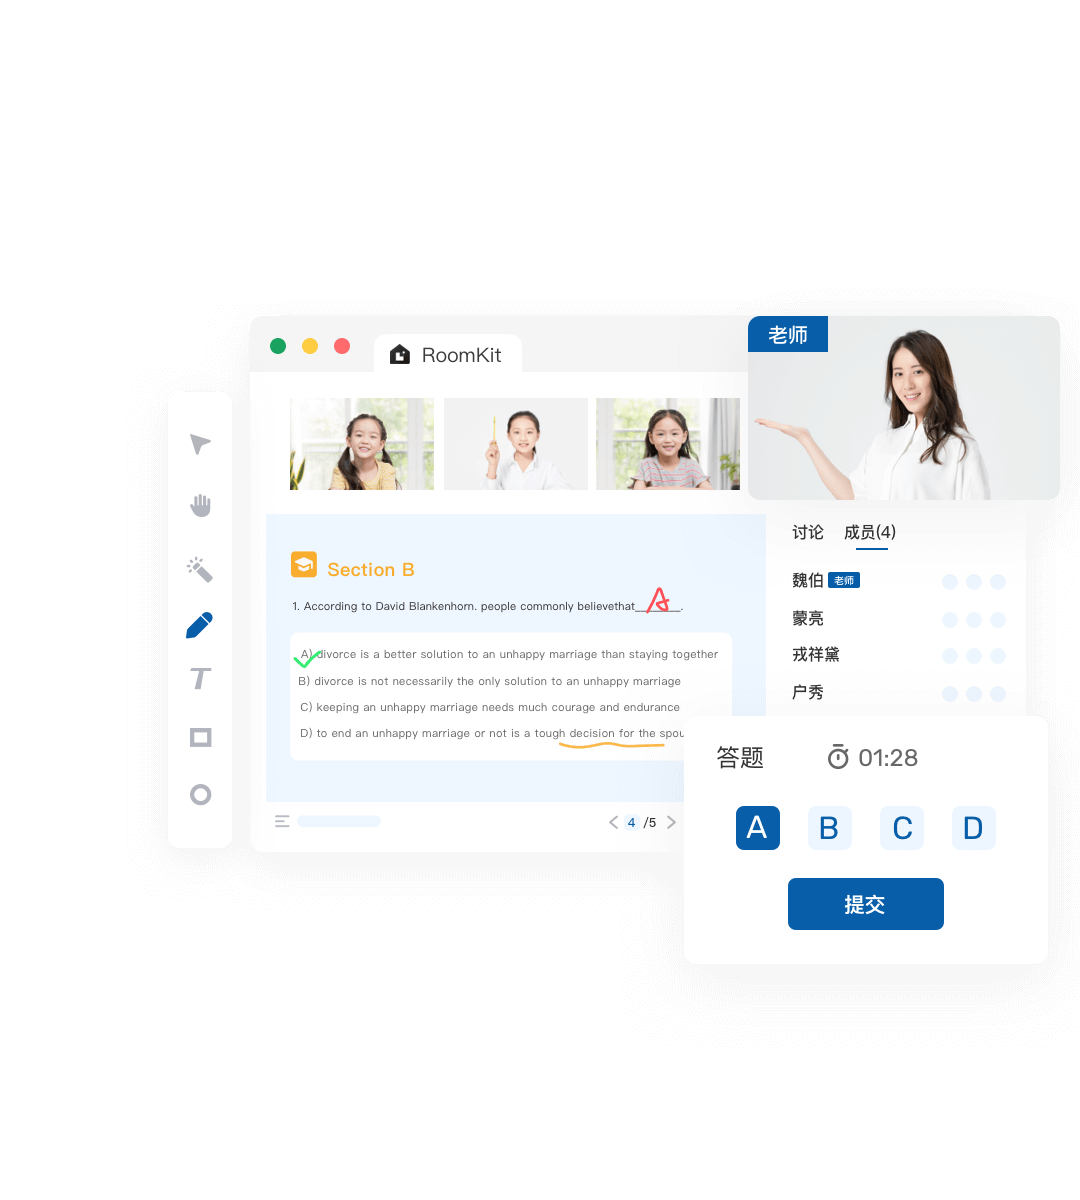 RoomKit
老师
讨论 成员(4)
魏伯 老师
蒙亮
戎祥黛
户秀
Section B
1. According to David Blankenhorn. people commonly believethat________.
A
A) divorce is a better solution to an unhappy marriage than staying together
B) divorce is not necessarily the only solution to an unhappy marriage
C) keeping an unhappy marriage needs much courage and endurance
D) to end an unhappy marriage or not is a tough decision for the spou
T
4 /5
答题 01:28
A B C D
提交